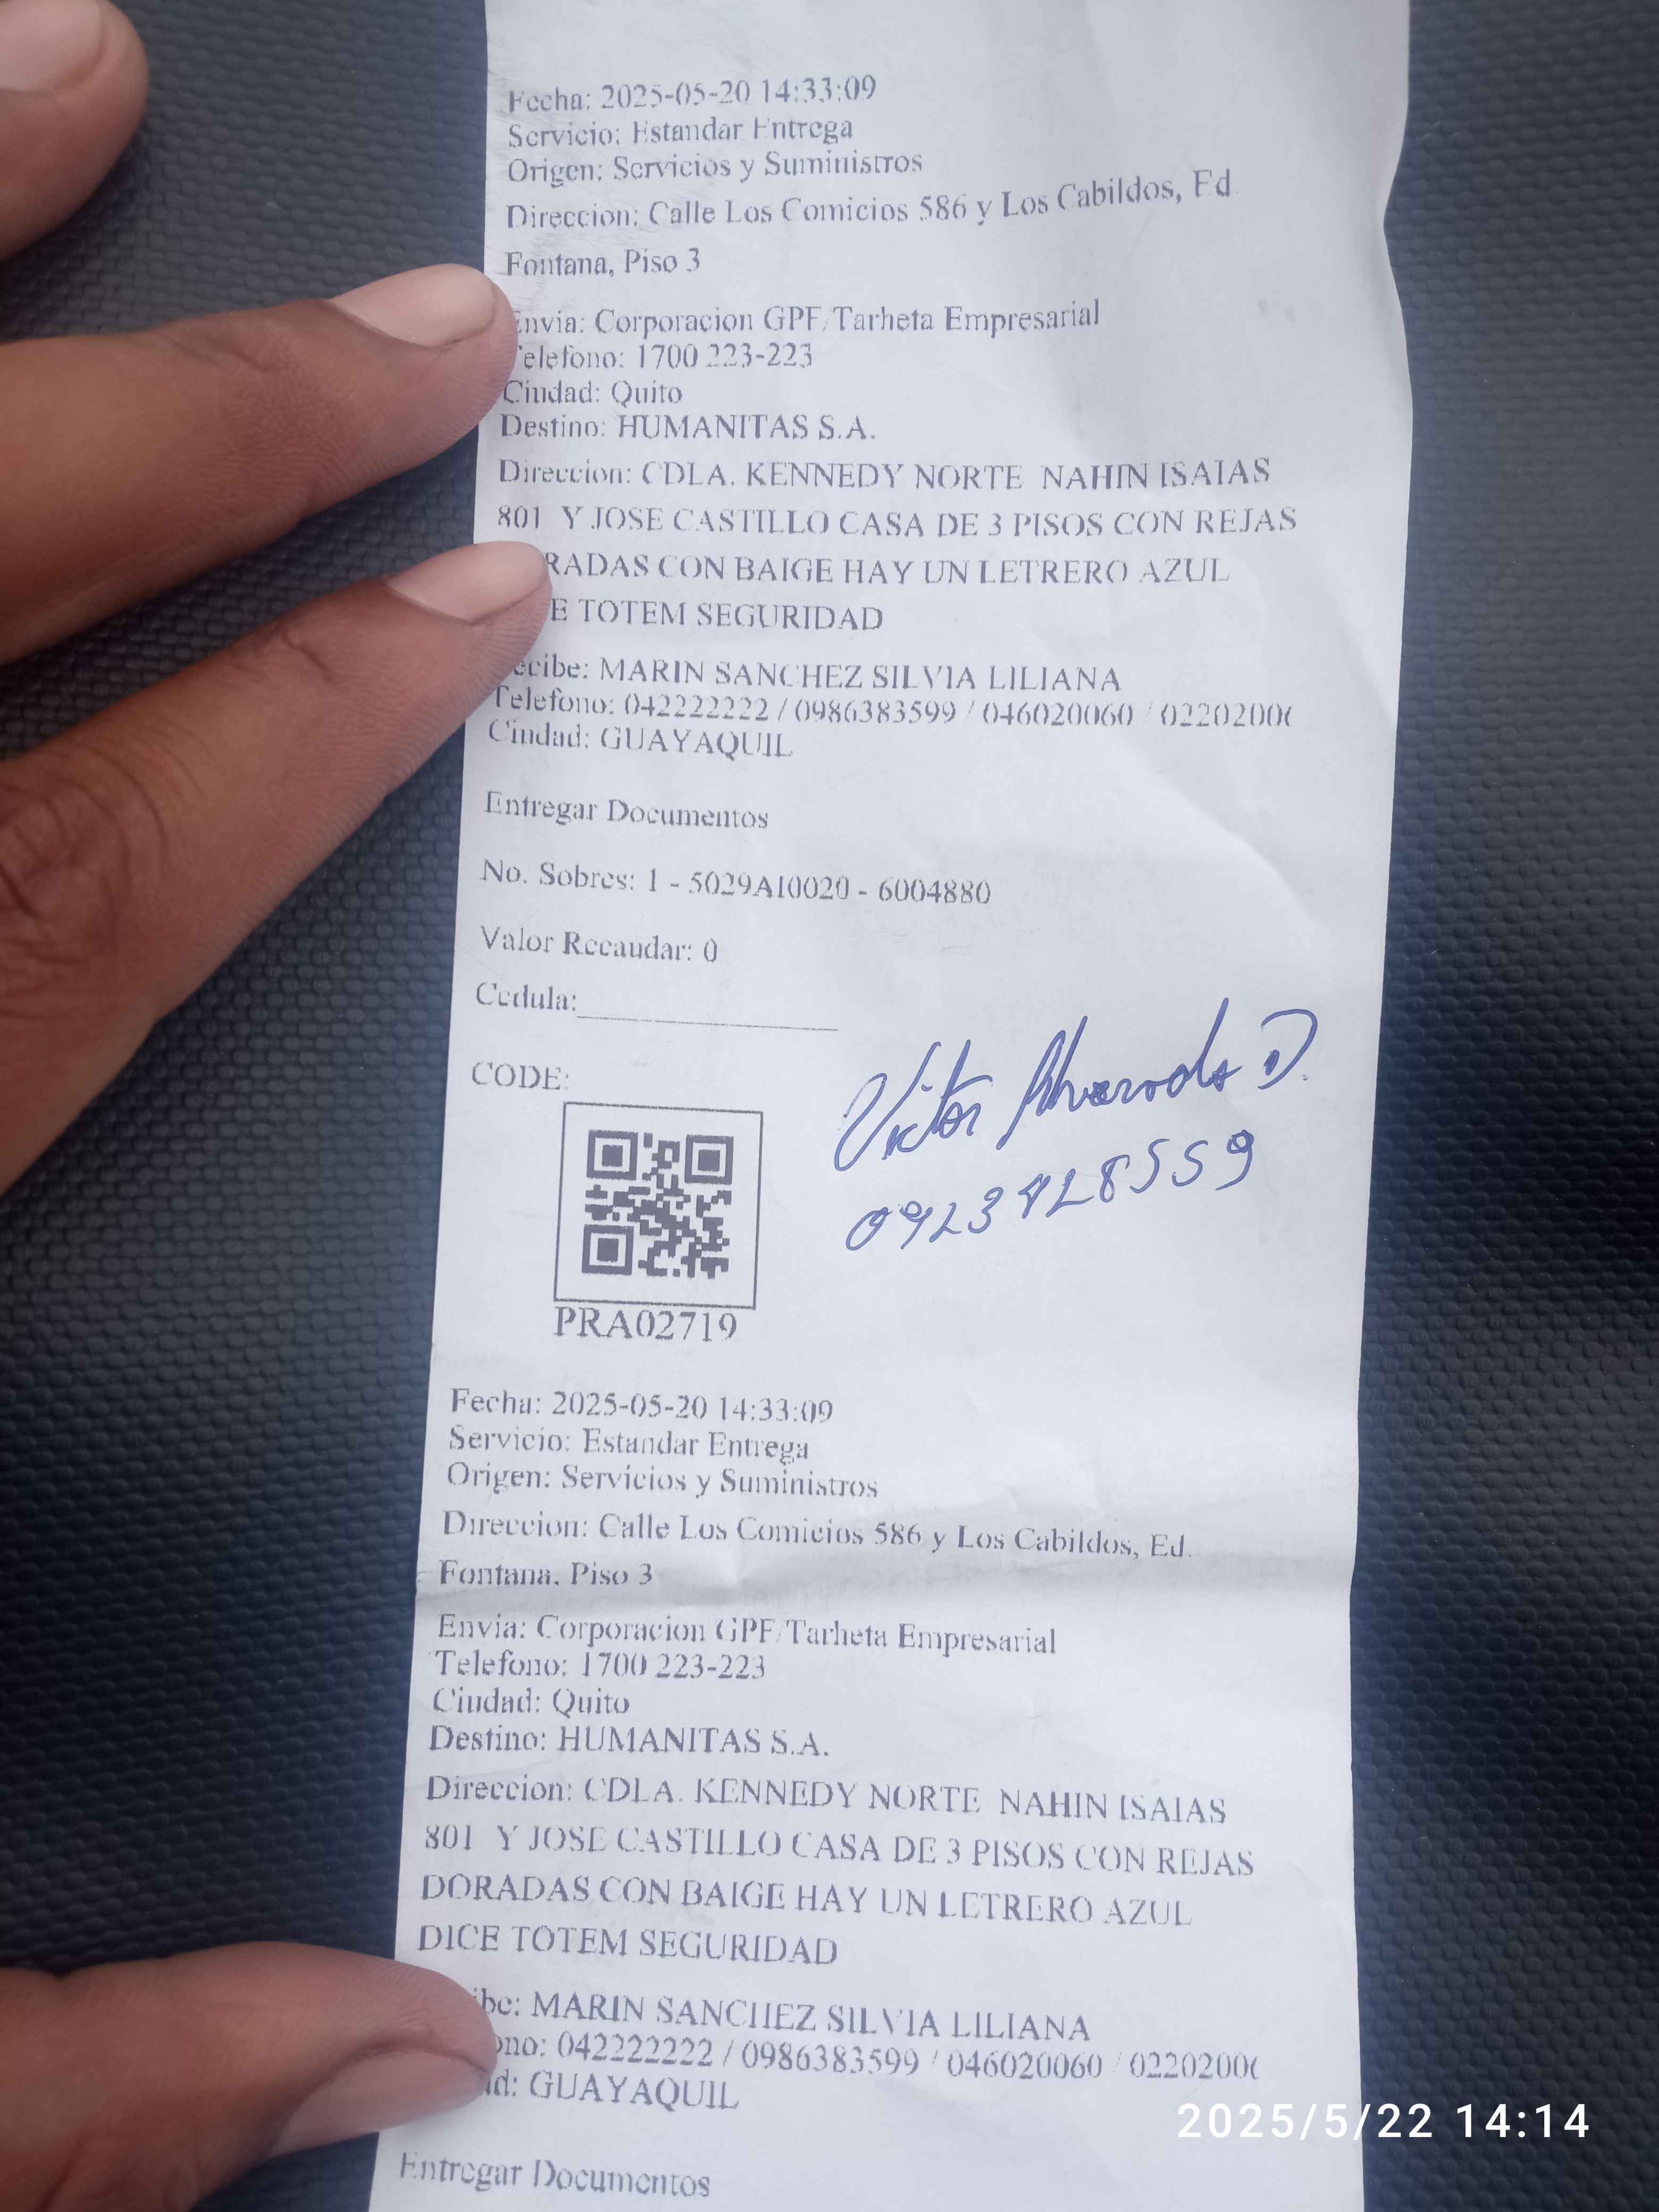 Fecha: 2025-05-20 14:33:09
Servicio: Estandar Entrega
Origen: Servicios y Suministros
Direccion: Calle Los Comicios 586 y Los Cabildos, Ed.
Fontana, Piso 3
Envia: Corporacion GPF/Tarheta Empresarial
Telefono: 1700 223-223
Ciudad: Quito
Destino: HUMANITAS S.A.
Direccion: CDLA. KENNEDY NORTE NAHIN ISAIAS
801 Y JOSE CASTILLO CASA DE 3 PISOS CON REJAS
RADAS CON BAIGE HAY UN LETRERO AZUL
E TOTEM SEGURIDAD
ecibe: MARIN SANCHEZ SILVIA LILIANA
Telefono: 042222222 / 0986383599 / 046020060 / 0220200
Ciudad: GUAYAQUIL
Entregar Documentos
No. Sobres: 1 - 5029AI0020 - 6004880
Valor Recaudar: 0
Cedula:
CODE:
Victor Alvarado D.
PRA02719
Fecha: 2025-05-20 14:33:09
Servicio: Estandar Entrega
Origen: Servicios y Suministros
Direccion: Calle Los Comicios 586 y Los Cabildos, Ed.
Fontana, Piso 3
Envia: Corporacion GPF/Tarheta Empresarial
Telefono: 1700 223-223
Ciudad: Quito
Destino: HUMANITAS S.A.
Direccion: CDLA. KENNEDY NORTE NAHIN ISAIAS
801 Y JOSE CASTILLO CASA DE 3 PISOS CON REJAS
DORADAS CON BAIGE HAY UN LETRERO AZUL
DICE TOTEM SEGURIDAD
ibe: MARIN SANCHEZ SILVIA LILIANA
ono: 042222222 / 0986383599 / 046020060 / 0220200
ad: GUAYAQUIL
Entregar Documentos
2025/5/22 14:14